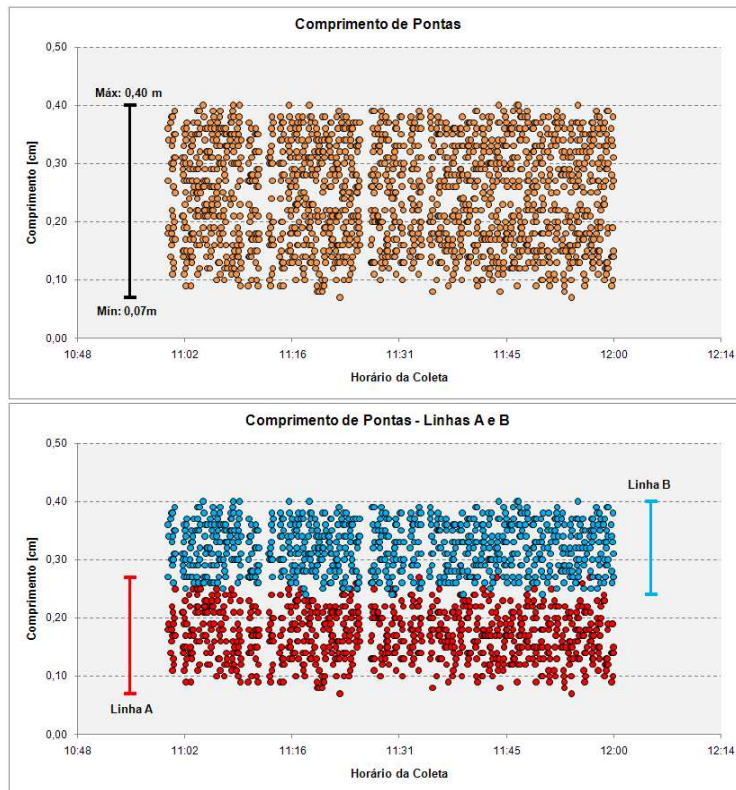 Comprimento de Pontas
0,50
Máx: 0,40 m
0,40
0,30
Comprimento [cm]
0,20
0,10
Mín: 0,07m
0,00
10:48 11:02 11:16 11:31 11:45 12:00 12:14
Horário da Coleta
Comprimento de Pontas - Linhas A e B
0,50
Linha B
0,40
0,30
Comprimento [cm]
0,20
0,10
Linha A
0,00
10:48 11:02 11:16 11:31 11:45 12:00 12:14
Horário da Coleta